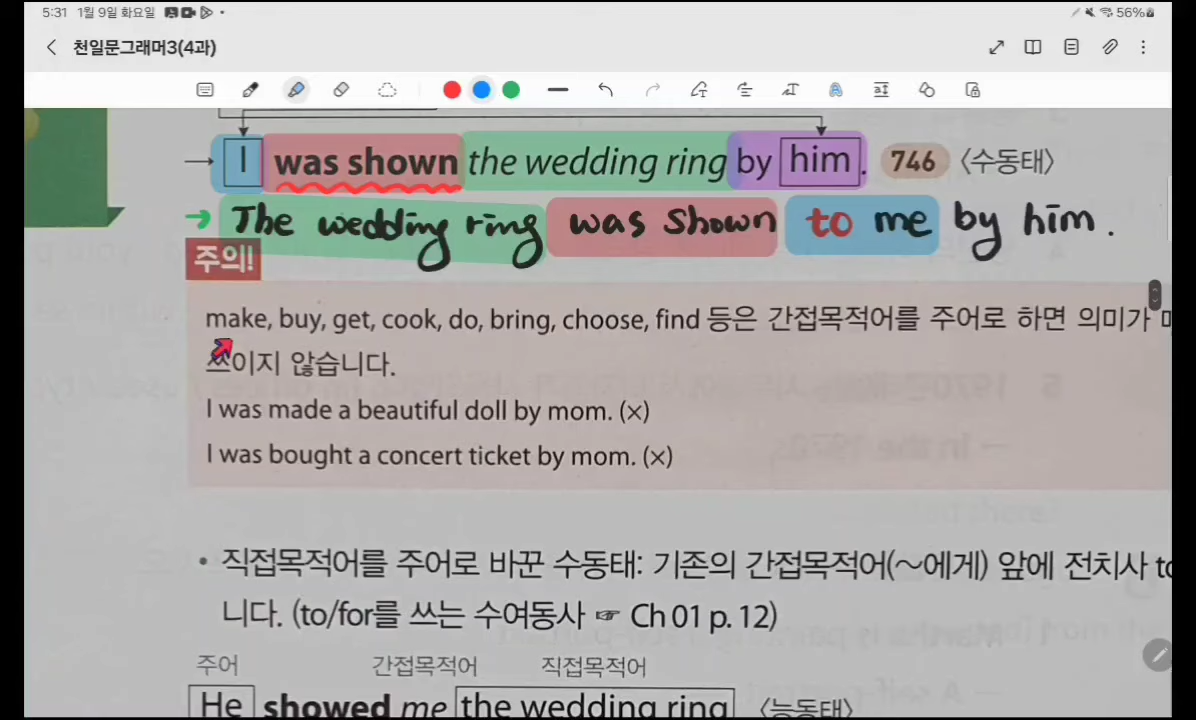 5:31 1월 9일 화요일
56%
천일문그래머3(4과)
I was shown the wedding ring by him. 746 〈수동태〉
→ The wedding ring was shown to me by him.
주의!
make, buy, get, cook, do, bring, choose, find 등은 간접목적어를 주어로 하면 의미가
쓰이지 않습니다.
I was made a beautiful doll by mom. (×)
I was bought a concert ticket by mom. (×)
• 직접목적어를 주어로 바꾼 수동태: 기존의 간접목적어(~에게) 앞에 전치사 to
니다. (to/for를 쓰는 수여동사 ☞ Ch 01 p. 12)
주어 간접목적어 직접목적어
He showed me the wedding ring 〈능동태〉